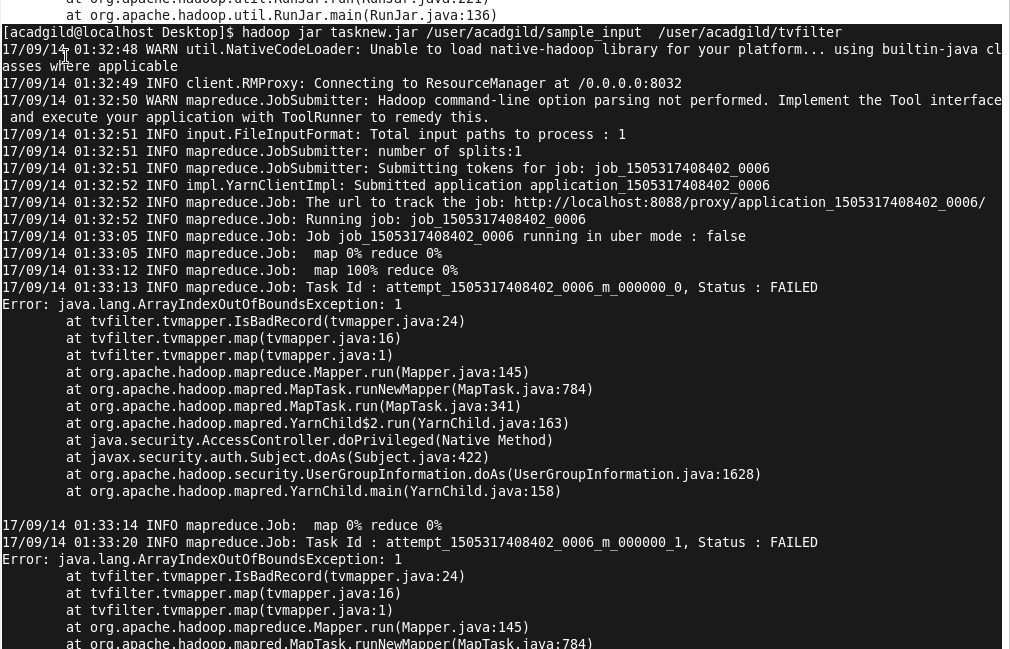 at org.apache.hadoop.util.RunJar.run(RunJar.java:221)
at org.apache.hadoop.util.RunJar.main(RunJar.java:136)
[acadgild@localhost Desktop]$ hadoop jar tasknew.jar /user/acadgild/sample_input  /user/acadgild/tvfilter
17/09/14 01:32:48 WARN util.NativeCodeLoader: Unable to load native-hadoop library for your platform... using builtin-java cl
asses where applicable
17/09/14 01:32:49 INFO client.RMProxy: Connecting to ResourceManager at /0.0.0.0:8032
17/09/14 01:32:50 WARN mapreduce.JobSubmitter: Hadoop command-line option parsing not performed. Implement the Tool interface
and execute your application with ToolRunner to remedy this.
17/09/14 01:32:51 INFO input.FileInputFormat: Total input paths to process : 1
17/09/14 01:32:51 INFO mapreduce.JobSubmitter: number of splits:1
17/09/14 01:32:51 INFO mapreduce.JobSubmitter: Submitting tokens for job: job_1505317408402_0006
17/09/14 01:32:52 INFO impl.YarnClientImpl: Submitted application application_1505317408402_0006
17/09/14 01:32:52 INFO mapreduce.Job: The url to track the job: http://localhost:8088/proxy/application_1505317408402_0006/
17/09/14 01:32:52 INFO mapreduce.Job: Running job: job_1505317408402_0006
17/09/14 01:33:05 INFO mapreduce.Job: Job job_1505317408402_0006 running in uber mode : false
17/09/14 01:33:05 INFO mapreduce.Job:  map 0% reduce 0%
17/09/14 01:33:12 INFO mapreduce.Job:  map 100% reduce 0%
17/09/14 01:33:13 INFO mapreduce.Job: Task Id : attempt_1505317408402_0006_m_000000_0, Status : FAILED
Error: java.lang.ArrayIndexOutOfBoundsException: 1
at tvfilter.tvmapper.IsBadRecord(tvmapper.java:24)
at tvfilter.tvmapper.map(tvmapper.java:16)
at tvfilter.tvmapper.map(tvmapper.java:1)
at org.apache.hadoop.mapreduce.Mapper.run(Mapper.java:145)
at org.apache.hadoop.mapred.MapTask.runNewMapper(MapTask.java:784)
at org.apache.hadoop.mapred.MapTask.run(MapTask.java:341)
at org.apache.hadoop.mapred.YarnChild$2.run(YarnChild.java:163)
at java.security.AccessController.doPrivileged(Native Method)
at javax.security.auth.Subject.doAs(Subject.java:422)
at org.apache.hadoop.security.UserGroupInformation.doAs(UserGroupInformation.java:1628)
at org.apache.hadoop.mapred.YarnChild.main(YarnChild.java:158)
17/09/14 01:33:14 INFO mapreduce.Job:  map 0% reduce 0%
17/09/14 01:33:20 INFO mapreduce.Job: Task Id : attempt_1505317408402_0006_m_000000_1, Status : FAILED
Error: java.lang.ArrayIndexOutOfBoundsException: 1
at tvfilter.tvmapper.IsBadRecord(tvmapper.java:24)
at tvfilter.tvmapper.map(tvmapper.java:16)
at tvfilter.tvmapper.map(tvmapper.java:1)
at org.apache.hadoop.mapreduce.Mapper.run(Mapper.java:145)
at org.apache.hadoop.mapred.MapTask.runNewMapper(MapTask.java:784)